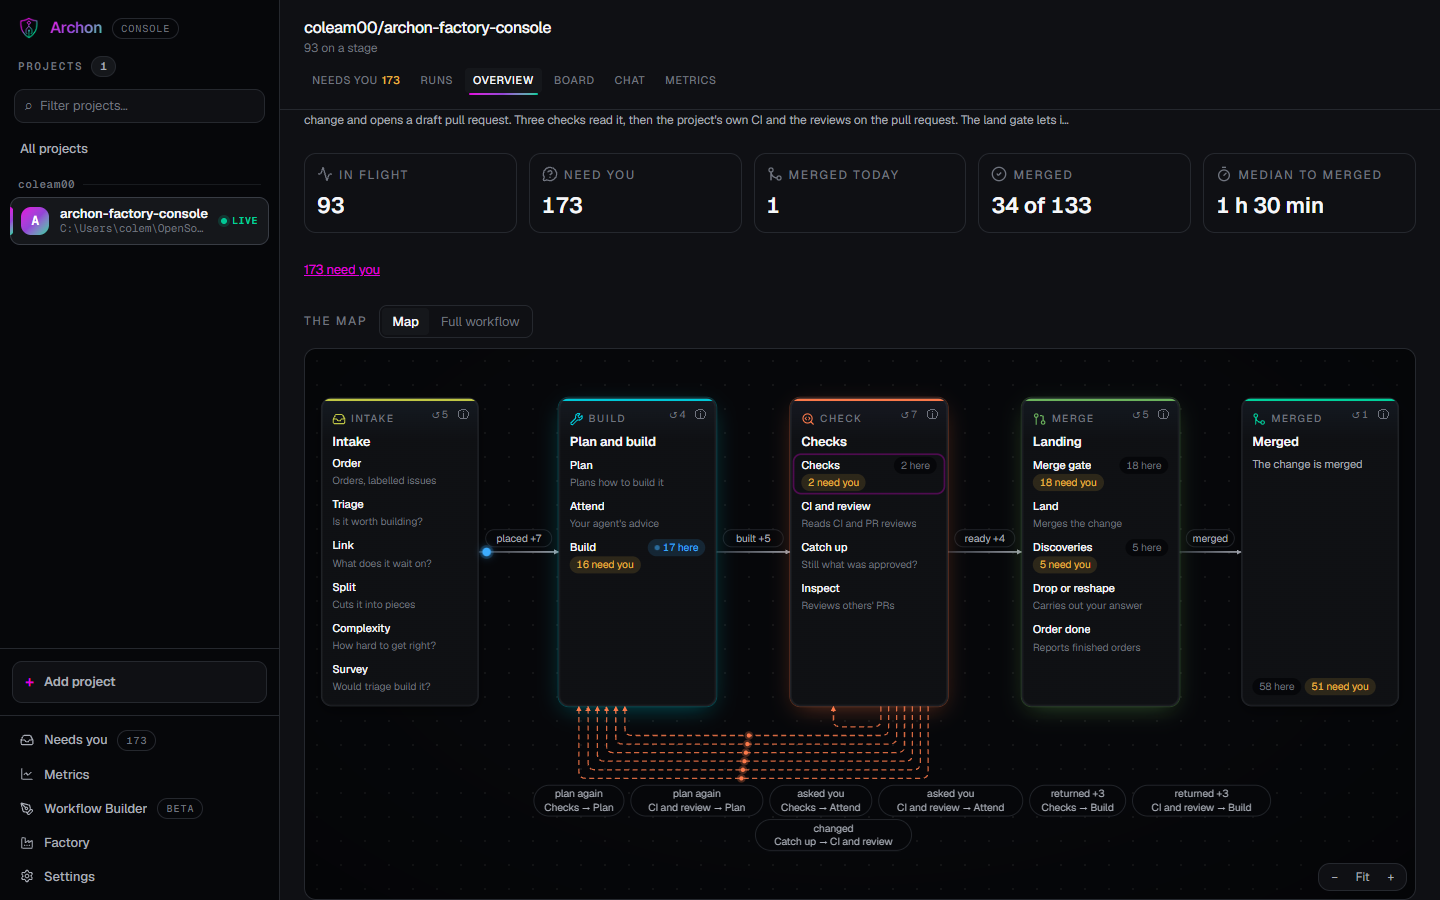 Archon CONSOLE
PROJECTS 1
Filter projects...
All projects
coleam00
A archon-factory-console LIVE
C:\Users\colem\OpenSo...
+ Add project
Needs you 173
Metrics
Workflow Builder BETA
Factory
Settings
coleam00/archon-factory-console
93 on a stage
NEEDS YOU 173 RUNS OVERVIEW BOARD CHAT METRICS
change and opens a draft pull request. Three checks read it, then the project's own CI and the reviews on the pull request. The land gate lets i...
IN FLIGHT
93
NEED YOU
173
MERGED TODAY
1
MERGED
34 of 133
MEDIAN TO MERGED
1 h 30 min
173 need you
THE MAP Map Full workflow
INTAKE ↺ 5
Intake
Order
Orders, labelled issues
Triage
Is it worth building?
Link
What does it wait on?
Split
Cuts it into pieces
Complexity
How hard to get right?
Survey
Would triage build it?
placed +7
BUILD ↺ 4
Plan and build
Plan
Plans how to build it
Attend
Your agent's advice
Build 17 here
16 need you
built +5
CHECK ↺ 7
Checks
Checks 2 here
2 need you
CI and review
Reads CI and PR reviews
Catch up
Still what was approved?
Inspect
Reviews others' PRs
ready +4
MERGE ↺ 5
Landing
Merge gate 18 here
18 need you
Land
Merges the change
Discoveries 5 here
5 need you
Drop or reshape
Carries out your answer
Order done
Reports finished orders
merged
MERGED ↺ 1
Merged
The change is merged
58 here 51 need you
plan again
Checks → Plan
plan again
CI and review → Plan
asked you
Checks → Attend
asked you
CI and review → Attend
returned +3
Checks → Build
returned +3
CI and review → Build
changed
Catch up → CI and review
− Fit +